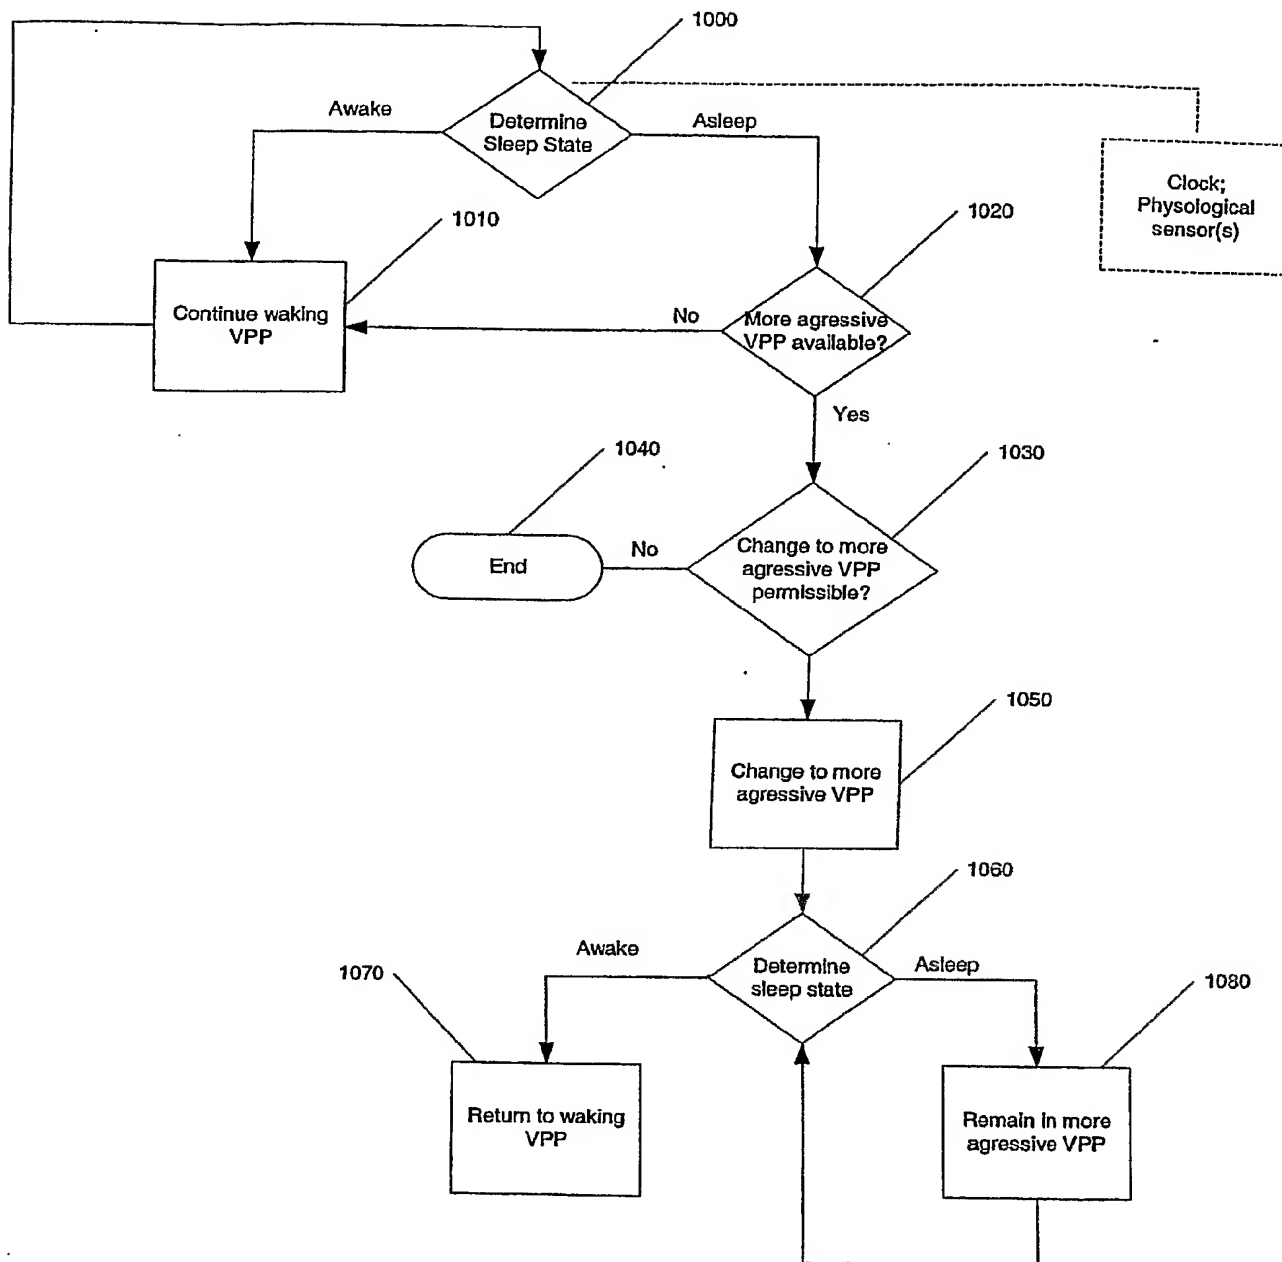 1000
Awake
Determine
Sleep State
Asleep
Clock;
Physological
sensor(s)
1010
1020
Continue waking
VPP
No
More agressive
VPP available?
Yes
1040
1030
End
No
Change to more
agressive VPP
permissible?
1050
Change to more
agressive VPP
1060
Awake
Determine
sleep state
Asleep
1070
1080
Return to waking
VPP
Remain in more
agressive VPP